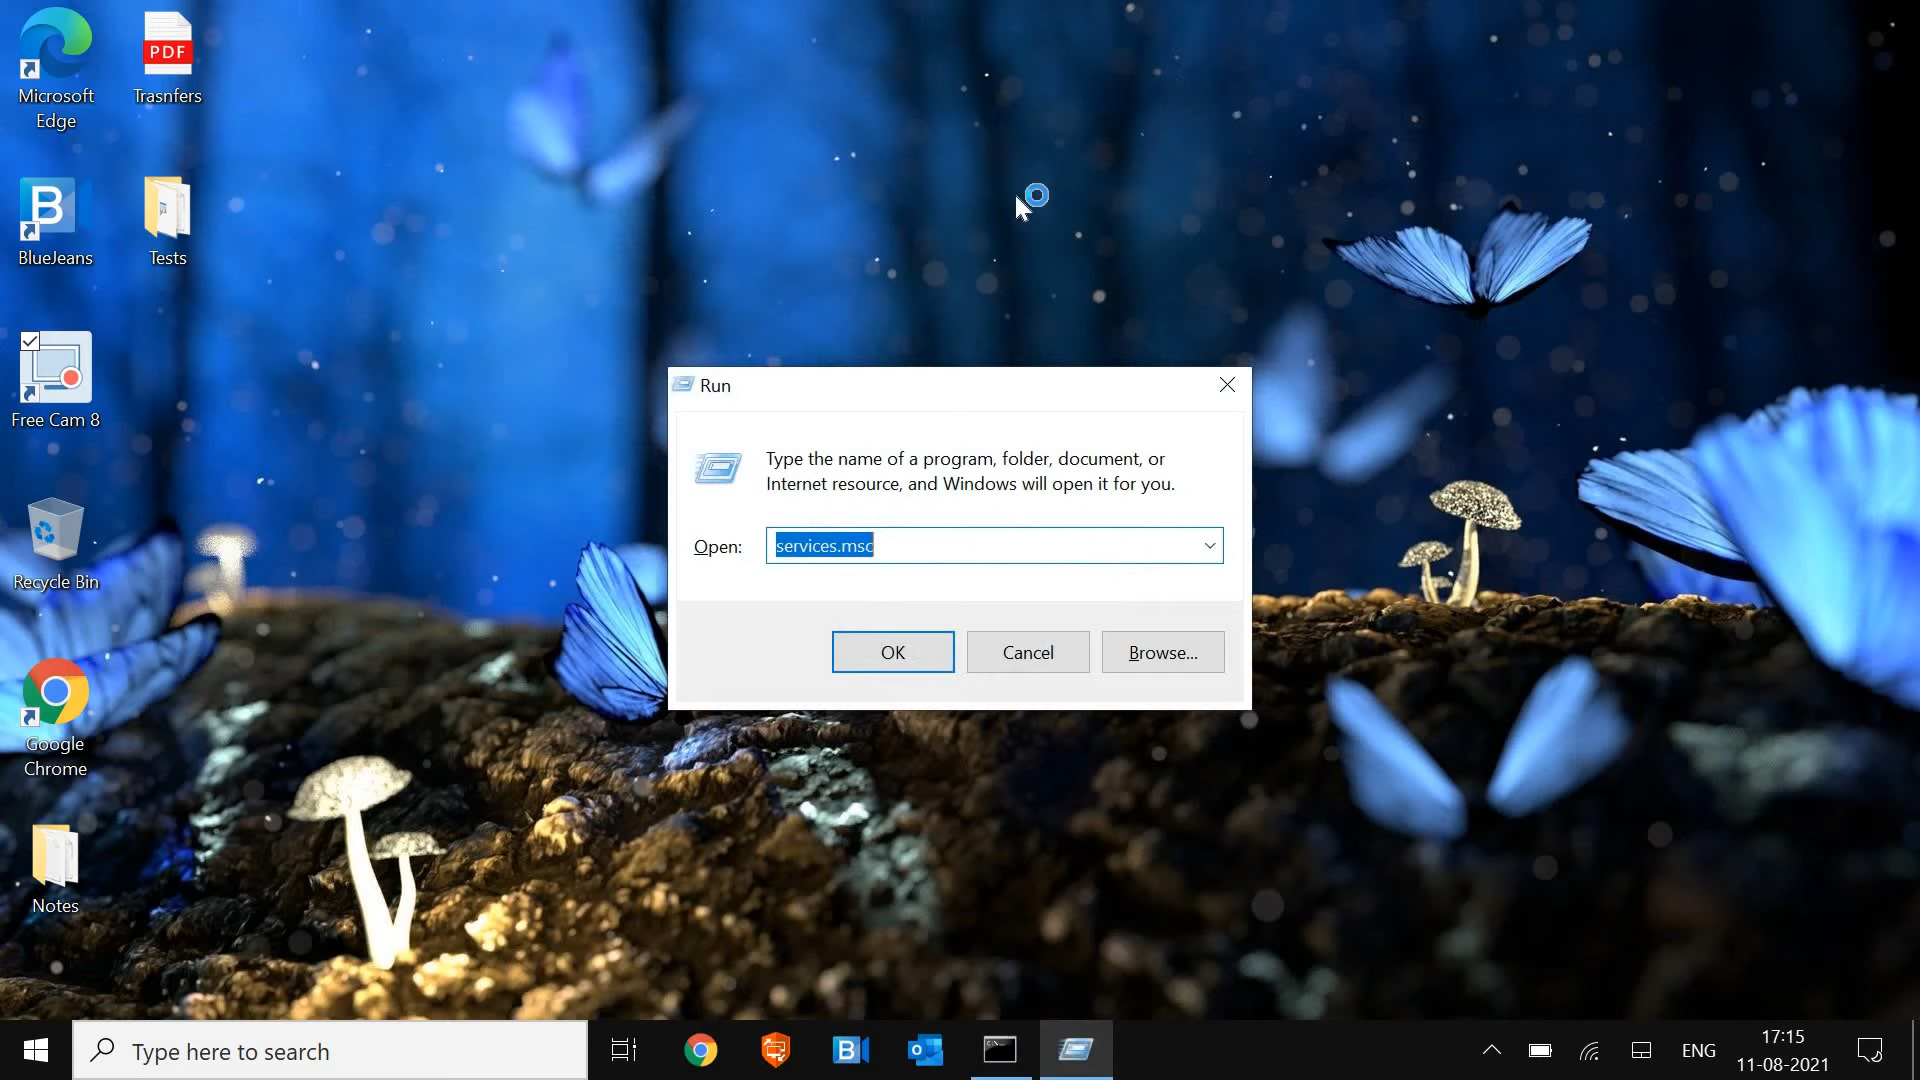 Microsoft
Edge
PDF
Trasnfers
B
BlueJeans
Tests
Free Cam 8
Recycle Bin
Google
Chrome
Notes
Run
Type the name of a program, folder, document, or
Internet resource, and Windows will open it for you.
Open:
services.msc
OK
Cancel
Browse...
Type here to search
B
o
ENG
17:15
11-08-2021